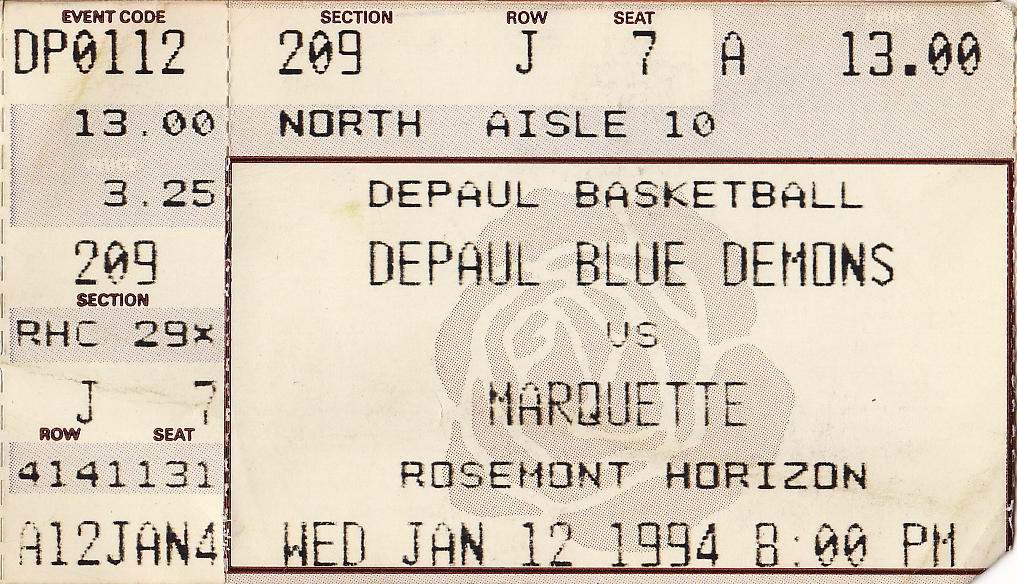 EVENT CODE
DP0112
13.00
3.25
209
SECTION
RHC 29*
J 7
ROW SEAT
4141131
A12JAN4
SECTION ROW SEAT
209 J 7 A 13.00
NORTH AISLE 10
DEPAUL BASKETBALL
DEPAUL BLUE DEMONS
VS
MARQUETTE
ROSEMONT HORIZON
WED JAN 12 1994 8:00 PM